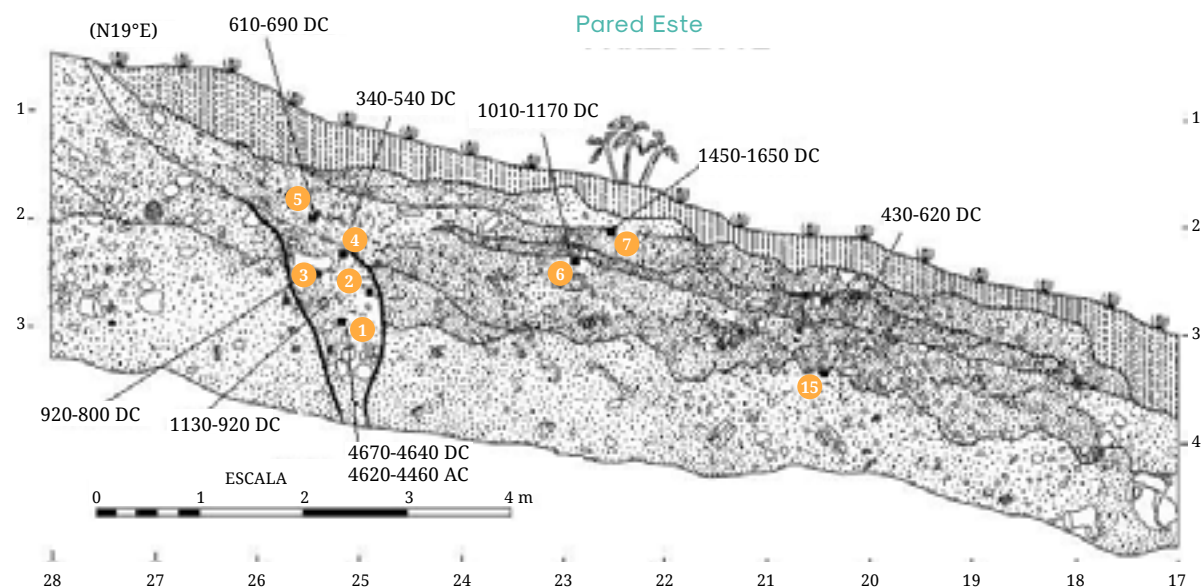 Pared Este
(N19°E)
610-690 DC
340-540 DC
1010-1170 DC
1450-1650 DC
430-620 DC
1
1
2
2
3
3
4
5
4
3
2
1
7
6
15
920-800 DC
1130-920 DC
4670-4640 DC
4620-4460 AC
ESCALA
0 1 2 3 4 m
28 27 26 25 24 23 22 21 20 19 18 17